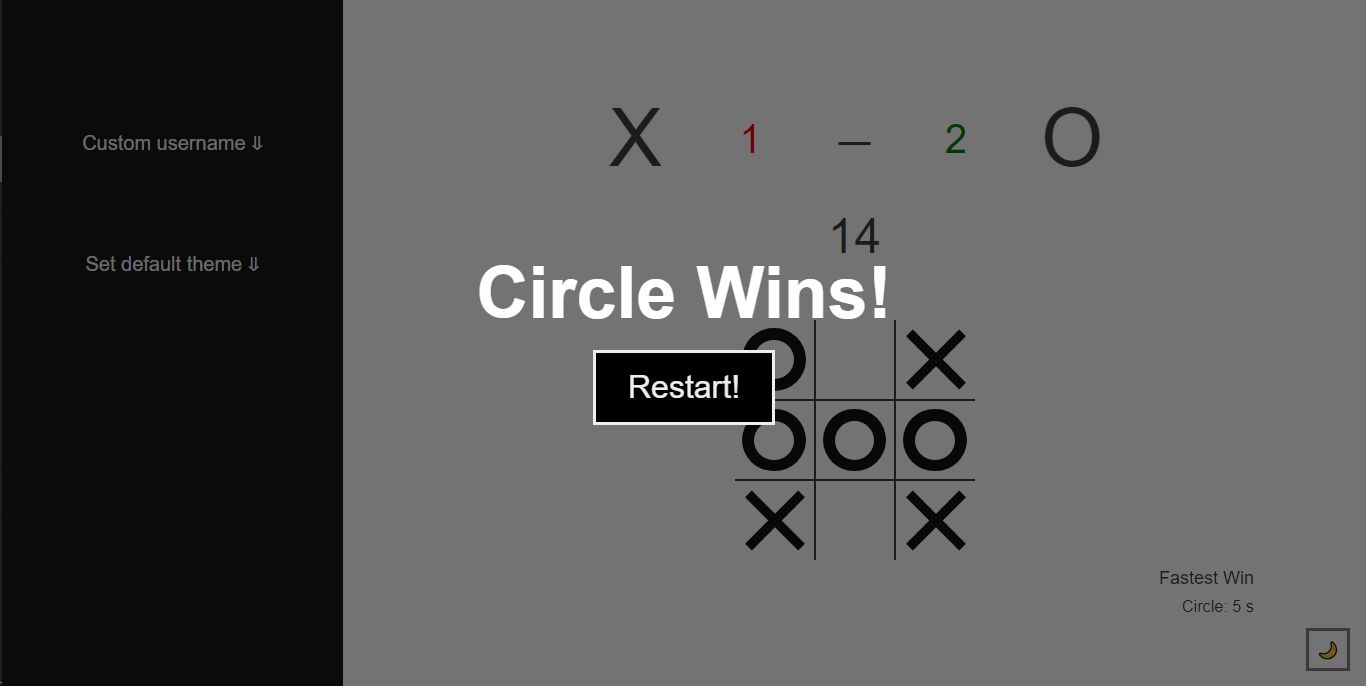 Custom username ⇓
Set default theme ⇓
X 1 – 2 O
14
Circle Wins!
Restart!
O X
O O O
X X
Fastest Win
Circle: 5 s